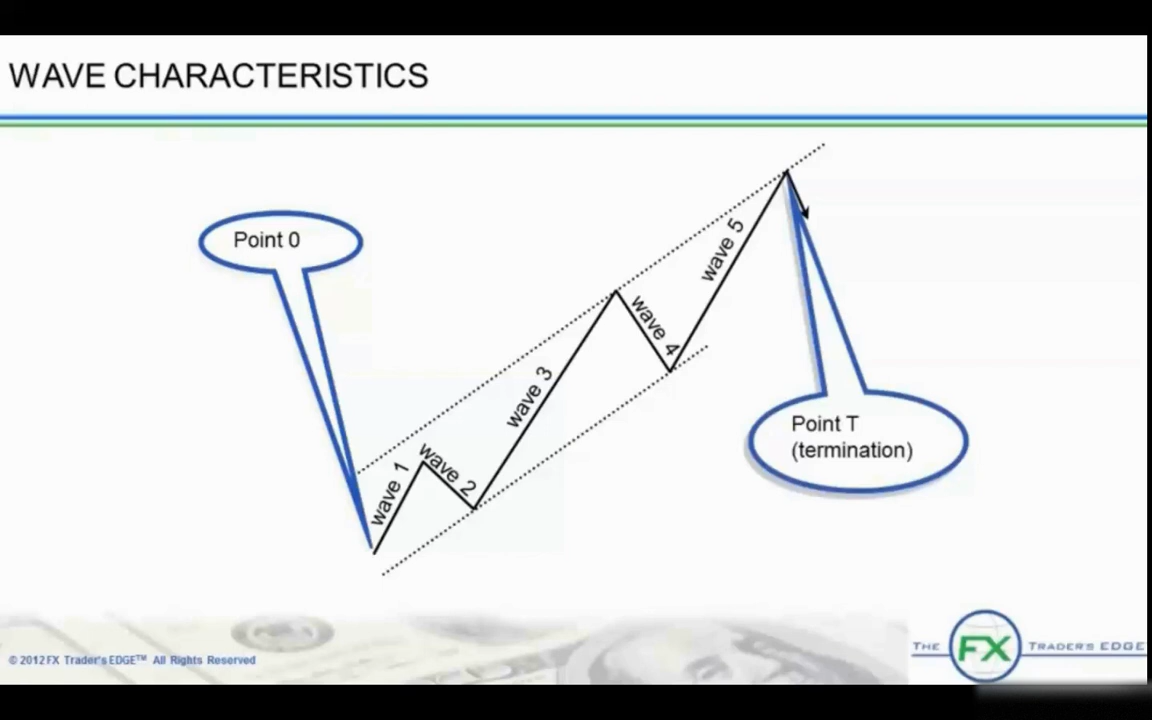 WAVE CHARACTERISTICS
Point 0
wave 1
wave 2
wave 3
wave 4
wave 5
Point T
(termination)
© 2012 FX Trader's EDGE™ All Rights Reserved
THE FX TRADER'S EDGE